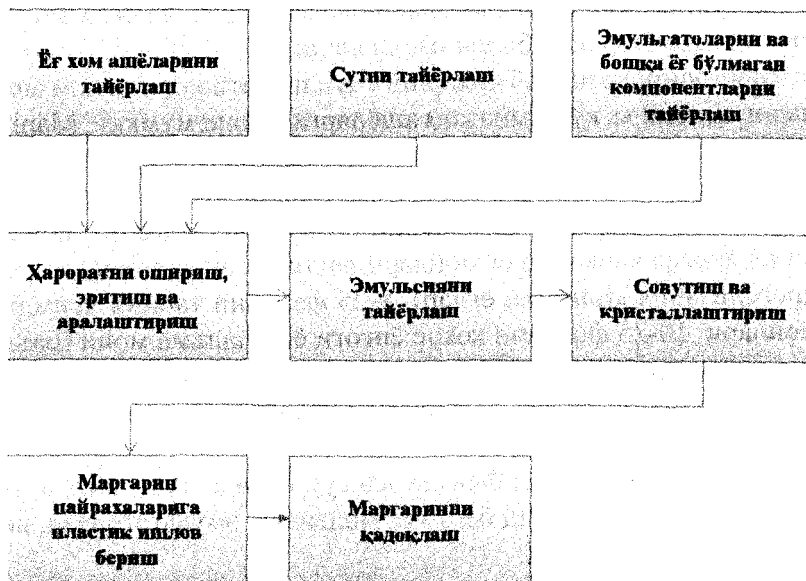 Ёғ хом ашёларини
тайёрлаш
Сутни тайёрлаш
Эмульгатоларни ва
бошқа ёғ бўлмаган
компонентларни
тайёрлаш
Ҳароратни ошириш,
эритиш ва
аралаштириш
Эмульсияни
тайёрлаш
Совутиш ва
кристаллаштириш
Маргарин
пайрахаларига
пластик ишлов
бериш
Маргаринни
қадоқлаш